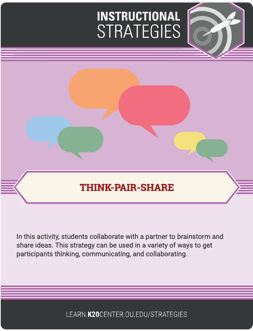 INSTRUCTIONAL
STRATEGIES
THINK-PAIR-SHARE
In this activity, students collaborate with a partner to brainstorm and
share ideas. This strategy can be used in a variety of ways to get
participants thinking, communicating, and collaborating.
LEARN.K20CENTER.OU.EDU/STRATEGIES